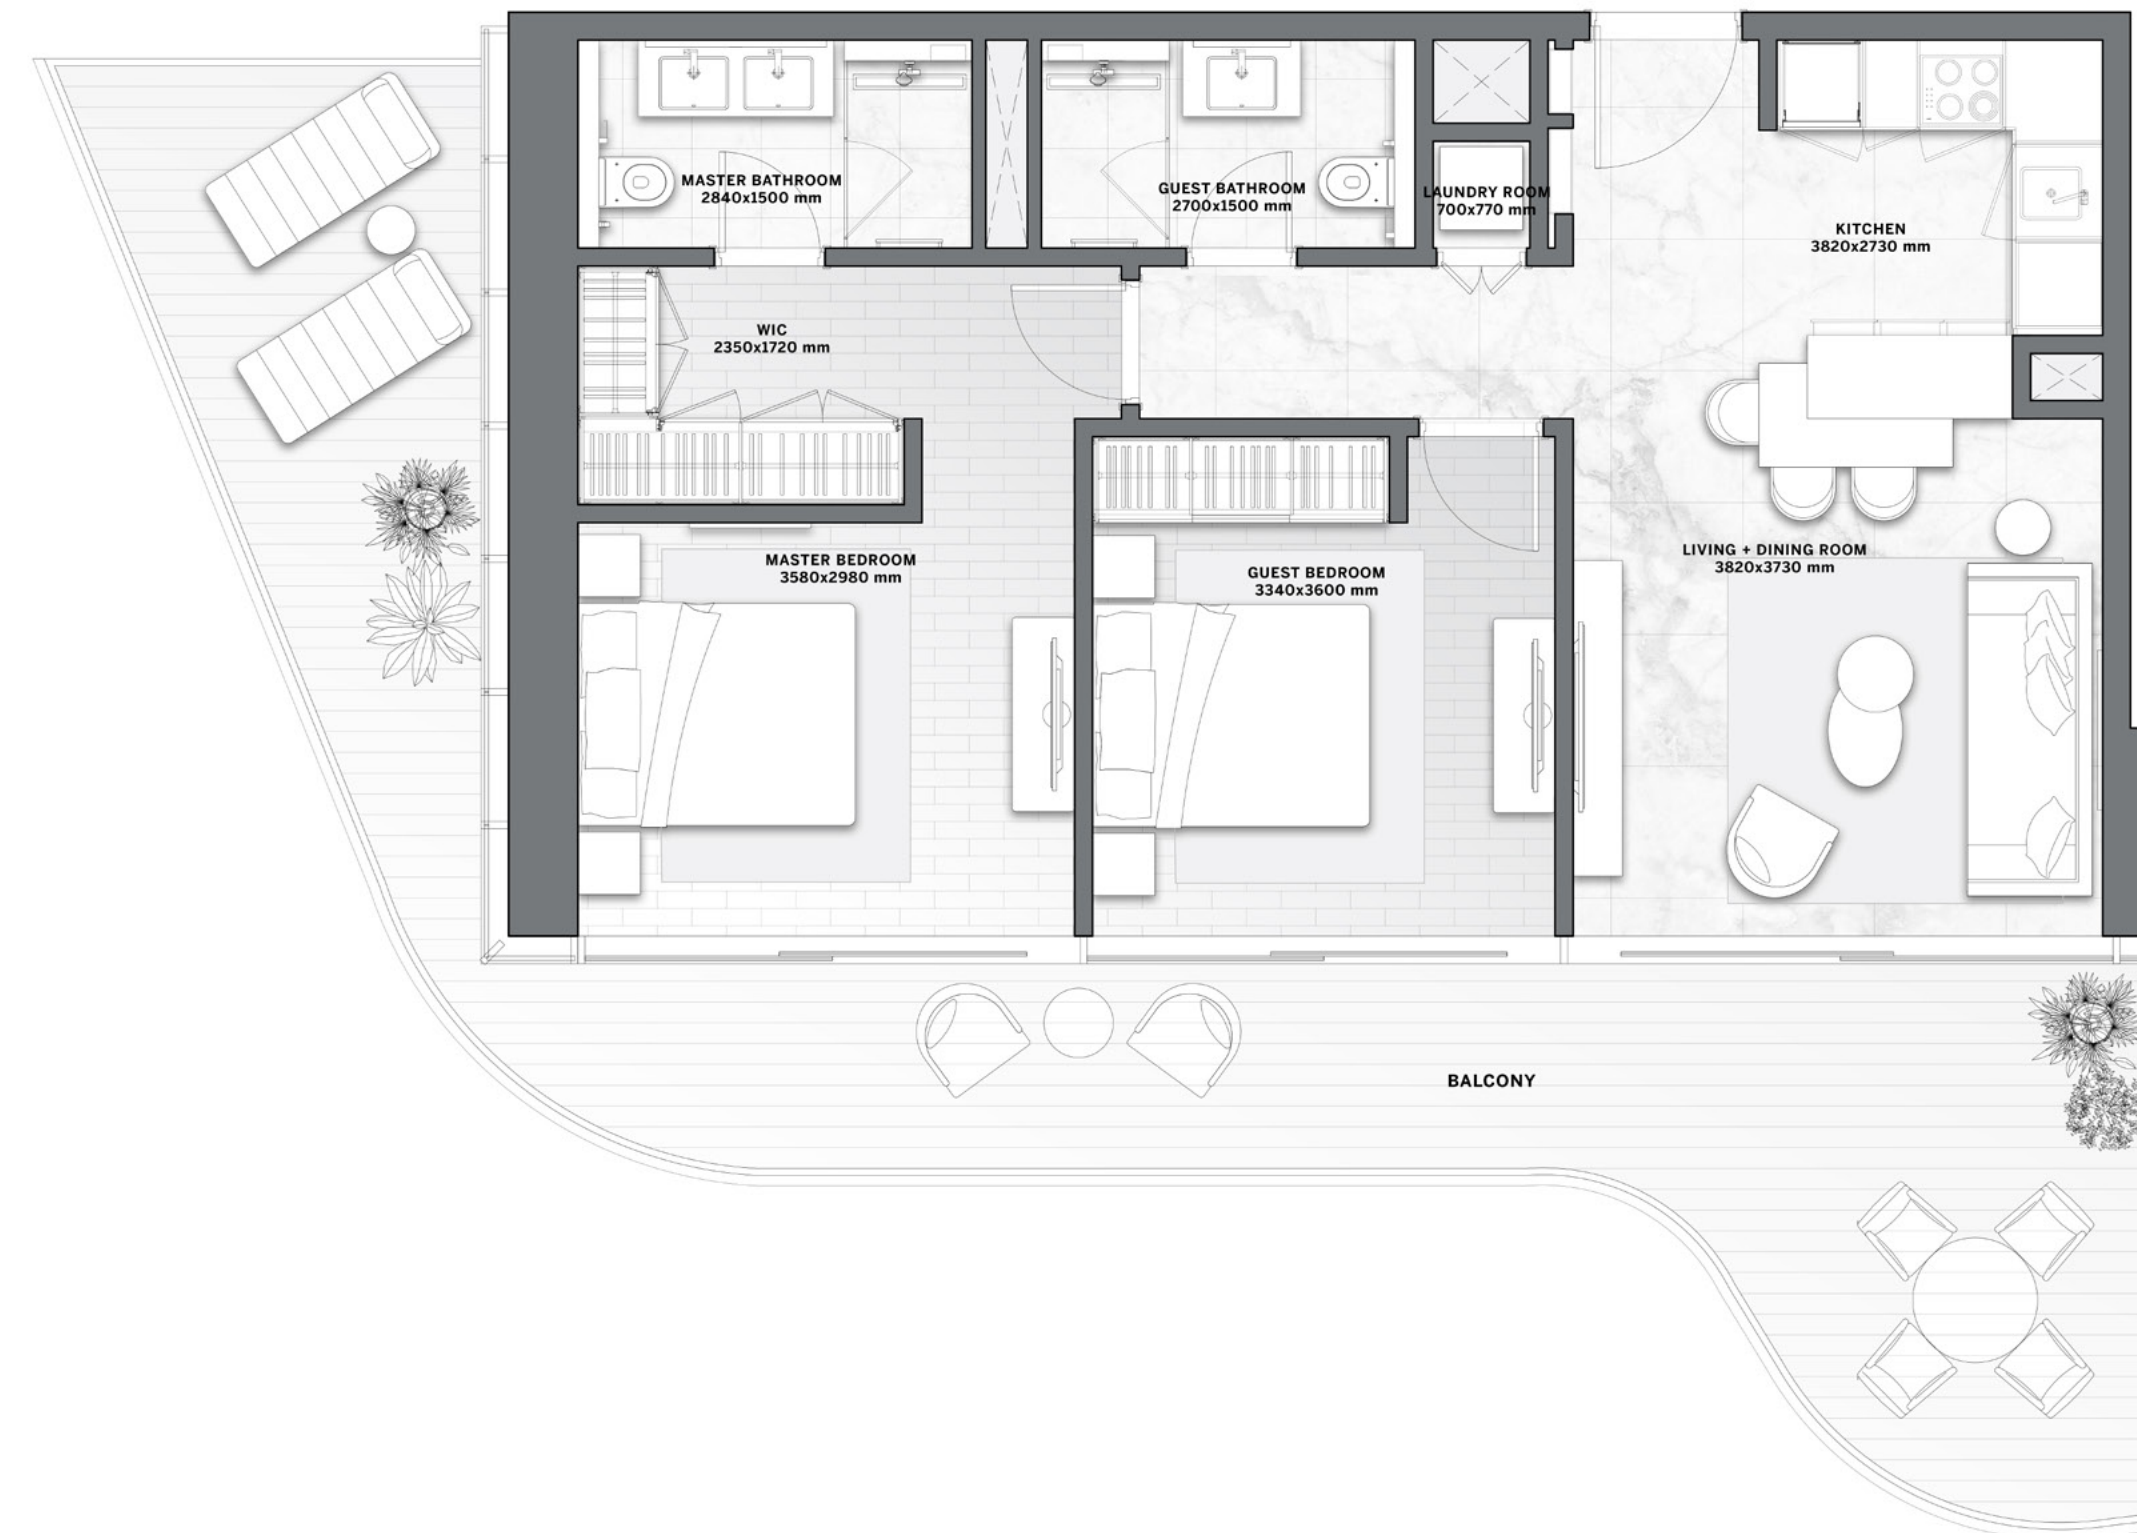 MASTER BATHROOM
2840x1500 mm
GUEST BATHROOM
2700x1500 mm
LAUNDRY ROOM
700x770 mm
KITCHEN
3820x2730 mm
WIC
2350x1720 mm
MASTER BEDROOM
3580x2980 mm
GUEST BEDROOM
3340x3600 mm
LIVING + DINING ROOM
3820x3730 mm
BALCONY